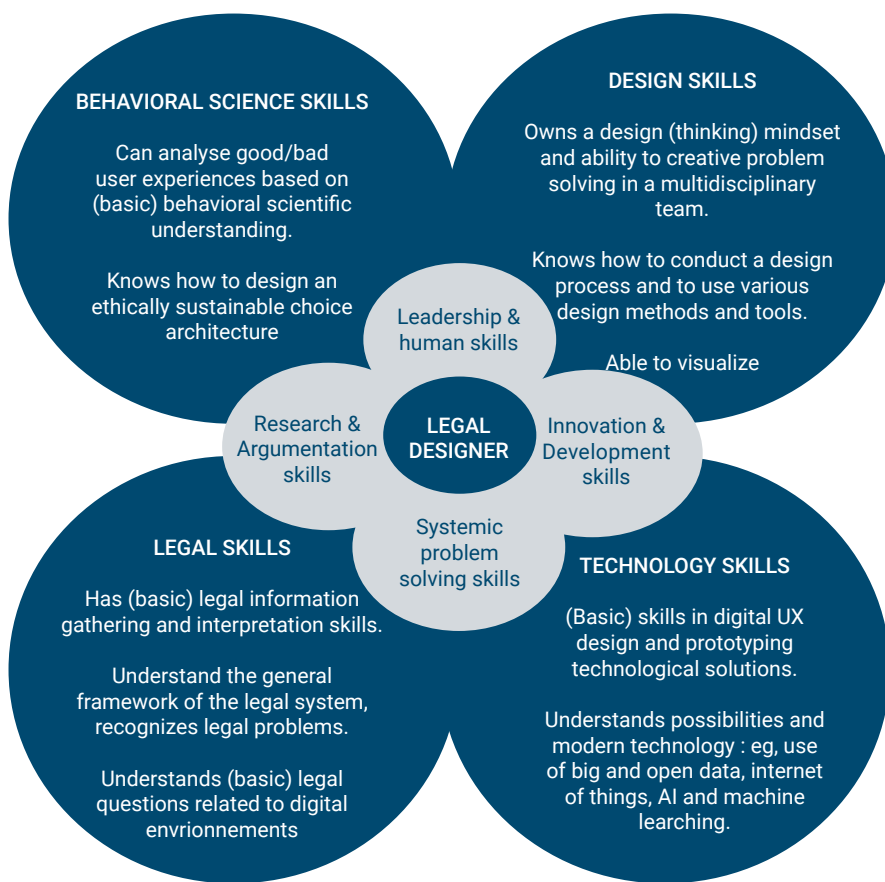 BEHAVIORAL SCIENCE SKILLS
Can analyse good/bad
user experiences based on
(basic) behavioral scientific
understanding.
Knows how to design an
ethically sustainable choice
architecture
DESIGN SKILLS
Owns a design (thinking) mindset
and ability to creative problem
solving in a multidisciplinary
team.
Knows how to conduct a design
process and to use various
design methods and tools.
Able to visualize
Leadership &
human skills
Research &
Argumentation
skills
LEGAL
DESIGNER
Innovation &
Development
skills
Systemic
problem
solving skills
LEGAL SKILLS
Has (basic) legal information
gathering and interpretation skills.
Understand the general
framework of the legal system,
recognizes legal problems.
Understands (basic) legal
questions related to digital
envrionnements
TECHNOLOGY SKILLS
(Basic) skills in digital UX
design and prototyping
technological solutions.
Understands possibilities and
modern technology : eg, use
of big and open data, internet
of things, AI and machine
learching.